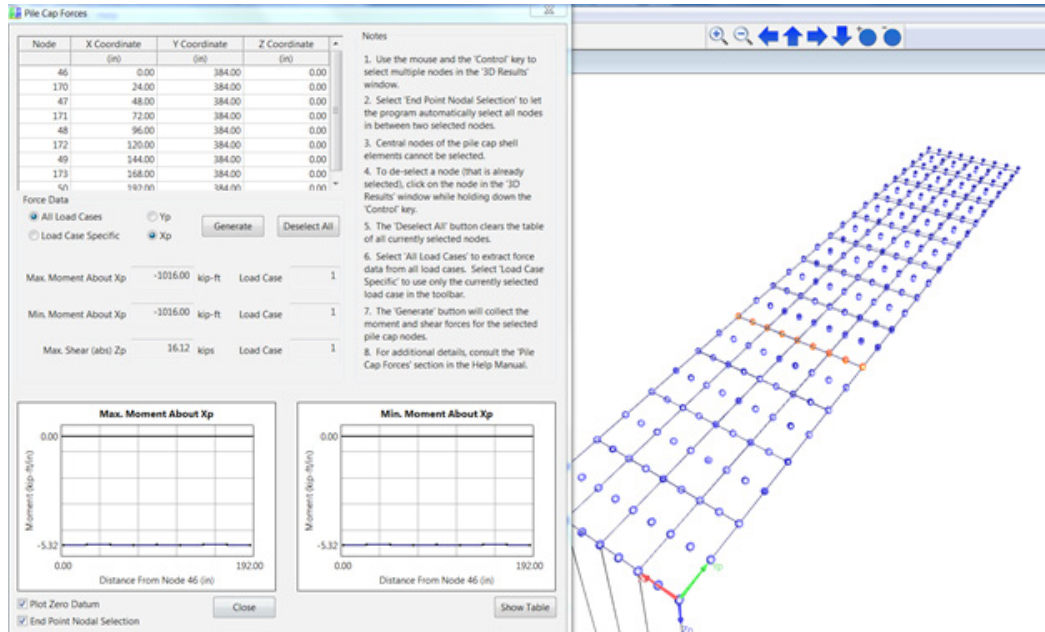 Pile Cap Forces
Node X Coordinate Y Coordinate Z Coordinate
(in) (in) (in)
46 0.00 384.00 0.00
170 24.00 384.00 0.00
47 48.00 384.00 0.00
171 72.00 384.00 0.00
48 96.00 384.00 0.00
172 120.00 384.00 0.00
49 144.00 384.00 0.00
173 168.00 384.00 0.00
50 192.00 384.00 0.00
Force Data
All Load Cases Yp
Load Case Specific Xp
Generate Deselect All
Max. Moment About Xp -1016.00 kip-ft Load Case 1
Min. Moment About Xp -1016.00 kip-ft Load Case 1
Max. Shear (abs) Zp 16.12 kips Load Case 1
Notes
1. Use the mouse and the 'Control' key to
select multiple nodes in the '3D Results'
window.
2. Select 'End Point Nodal Selection' to let
the program automatically select all nodes
in between two selected nodes.
3. Central nodes of the pile cap shell
elements cannot be selected.
4. To de-select a node (that is already
selected), click on the node in the '3D
Results' window while holding down the
'Control' key.
5. The 'Deselect All' button clears the table
of all currently selected nodes.
6. Select 'All Load Cases' to extract force
data from all load cases. Select 'Load Case
Specific' to use only the currently selected
load case in the toolbar.
7. The 'Generate' button will collect the
moment and shear forces for the selected
pile cap nodes.
8. For additional details, consult the 'Pile
Cap Forces' section in the Help Manual.
Max. Moment About Xp
Moment (kip-ft/in)
0.00
-5.32
0.00 192.00
Distance From Node 46 (in)
Min. Moment About Xp
Moment (kip-ft/in)
0.00
-5.32
0.00 192.00
Distance From Node 46 (in)
Plot Zero Datum
End Point Nodal Selection
Close
Show Table